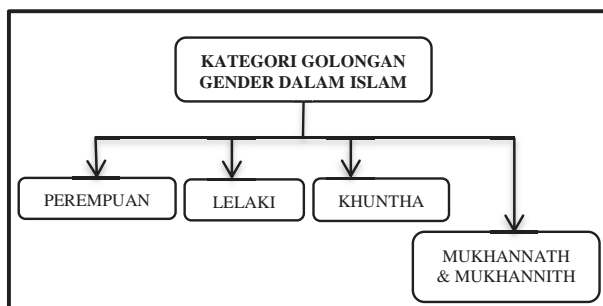 KATEGORI GOLONGAN
GENDER DALAM ISLAM
PEREMPUAN
LELAKI
KHUNTHA
MUKHANNATH
& MUKHANNITH